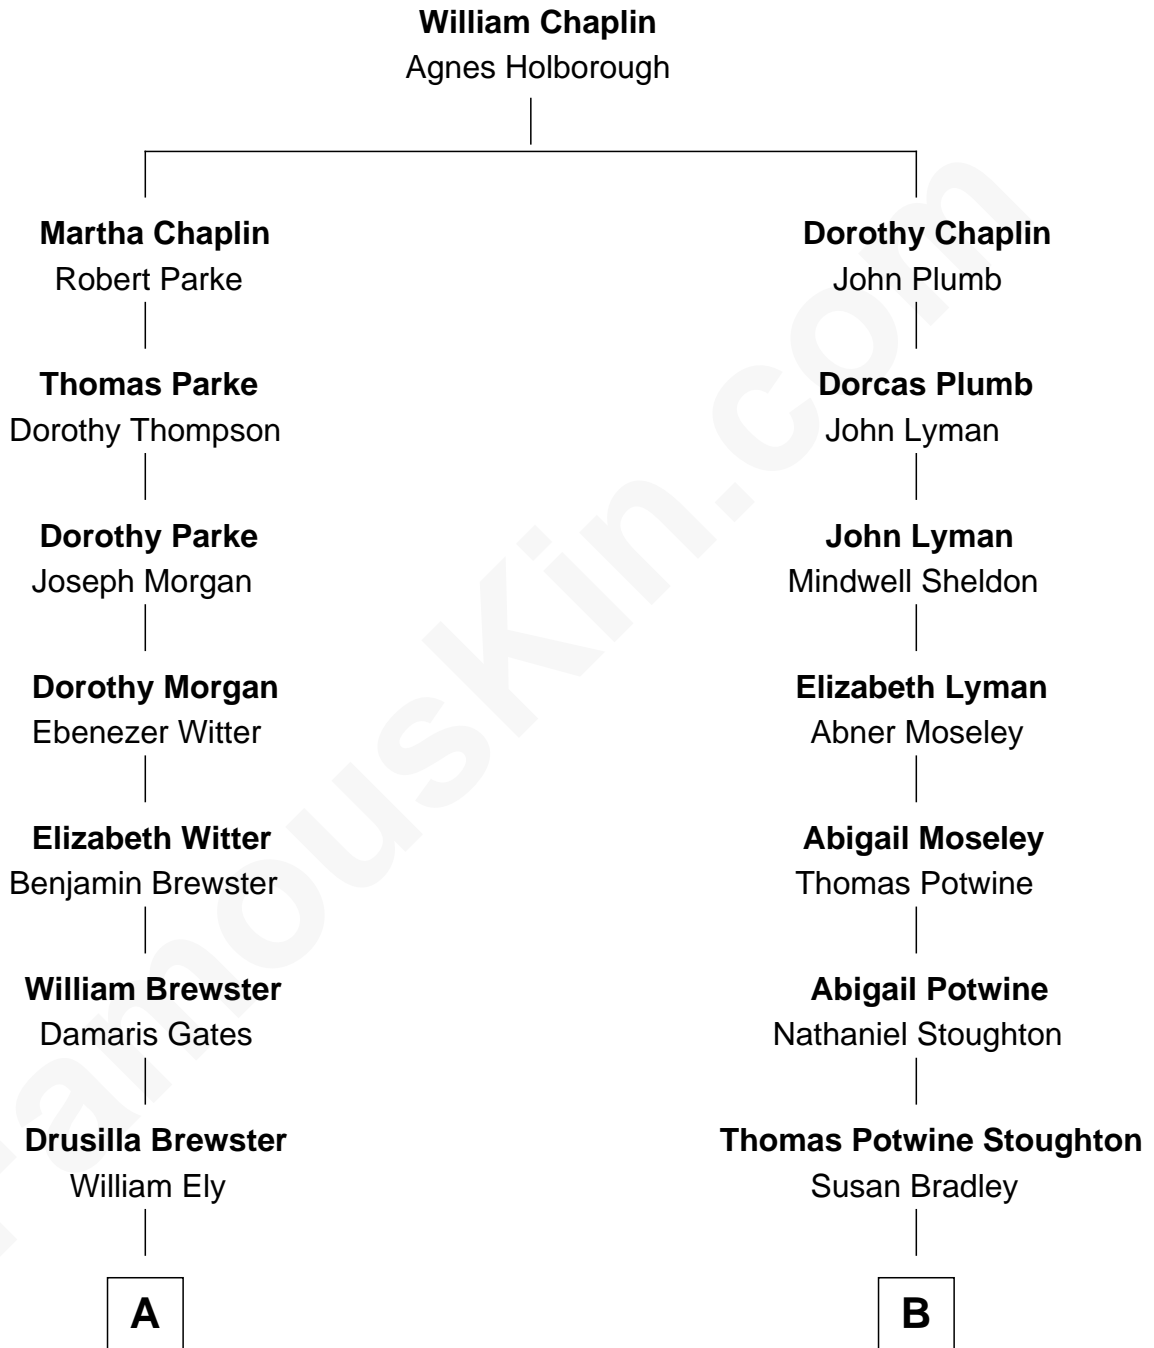 William Chaplin
Agnes Holborough
Martha Chaplin
Robert Parke
Dorothy Chaplin
John Plumb
Thomas Parke
Dorothy Thompson
Dorcas Plumb
John Lyman
Dorothy Parke
Joseph Morgan
John Lyman
Mindwell Sheldon
Dorothy Morgan
Ebenezer Witter
Elizabeth Lyman
Abner Moseley
Elizabeth Witter
Benjamin Brewster
Abigail Moseley
Thomas Potwine
William Brewster
Damaris Gates
Abigail Potwine
Nathaniel Stoughton
Drusilla Brewster
William Ely
Thomas Potwine Stoughton
Susan Bradley
A
B
FamousKin.com